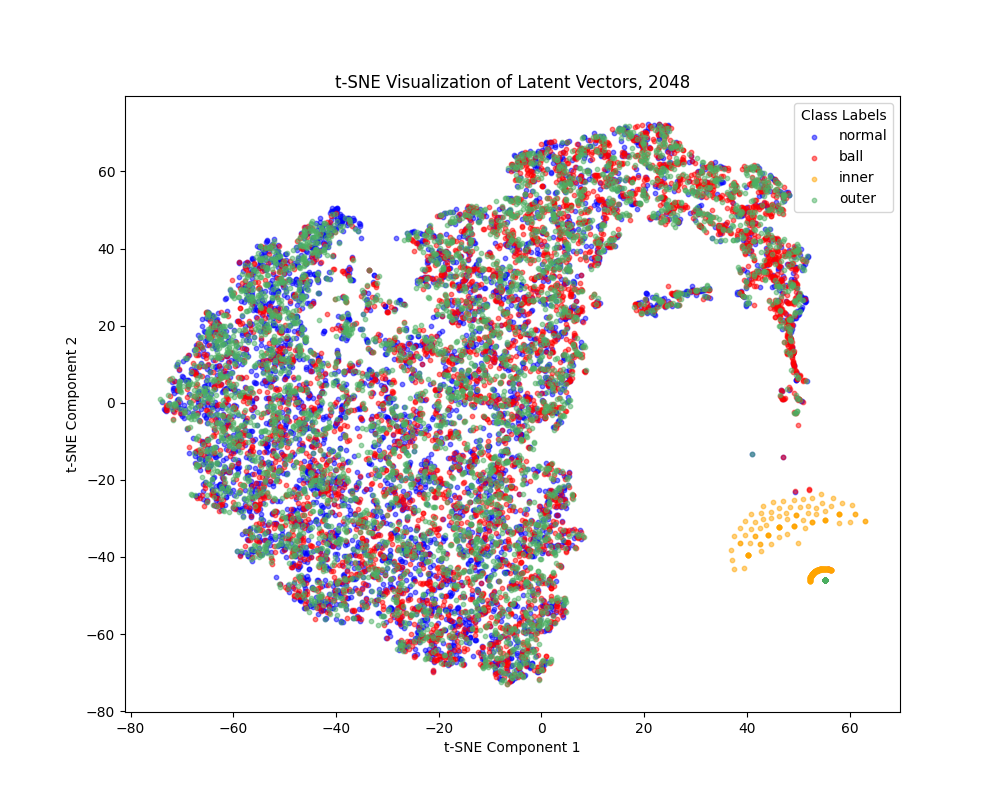 t-SNE Visualization of Latent Vectors, 2048
Class Labels
normal
ball
inner
outer
60
40
20
0
−20
−40
−60
−80
t-SNE Component 2
−80
−60
−40
−20
0
20
40
60
t-SNE Component 1